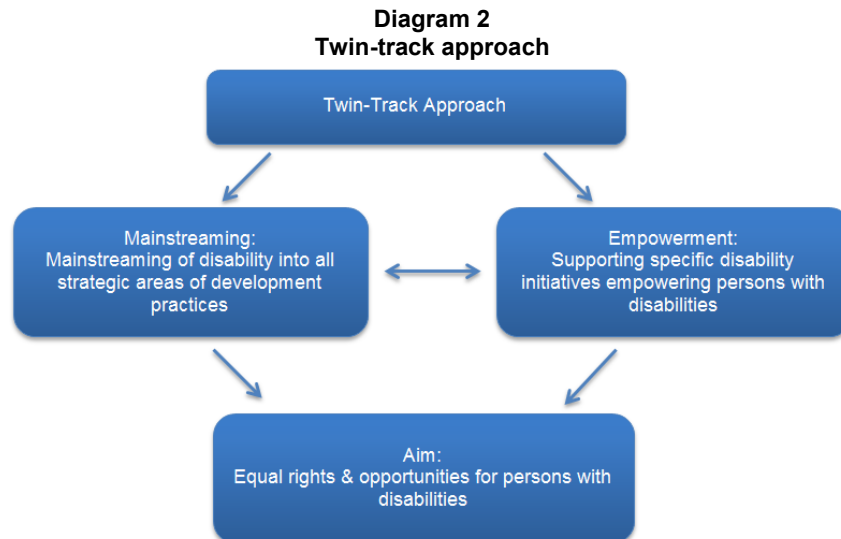 Diagram 2
Twin-track approach
Twin-Track Approach
Mainstreaming:
Mainstreaming of disability into all
strategic areas of development
practices
Empowerment:
Supporting specific disability
initiatives empowering persons with
disabilities
Aim:
Equal rights & opportunities for persons with
disabilities